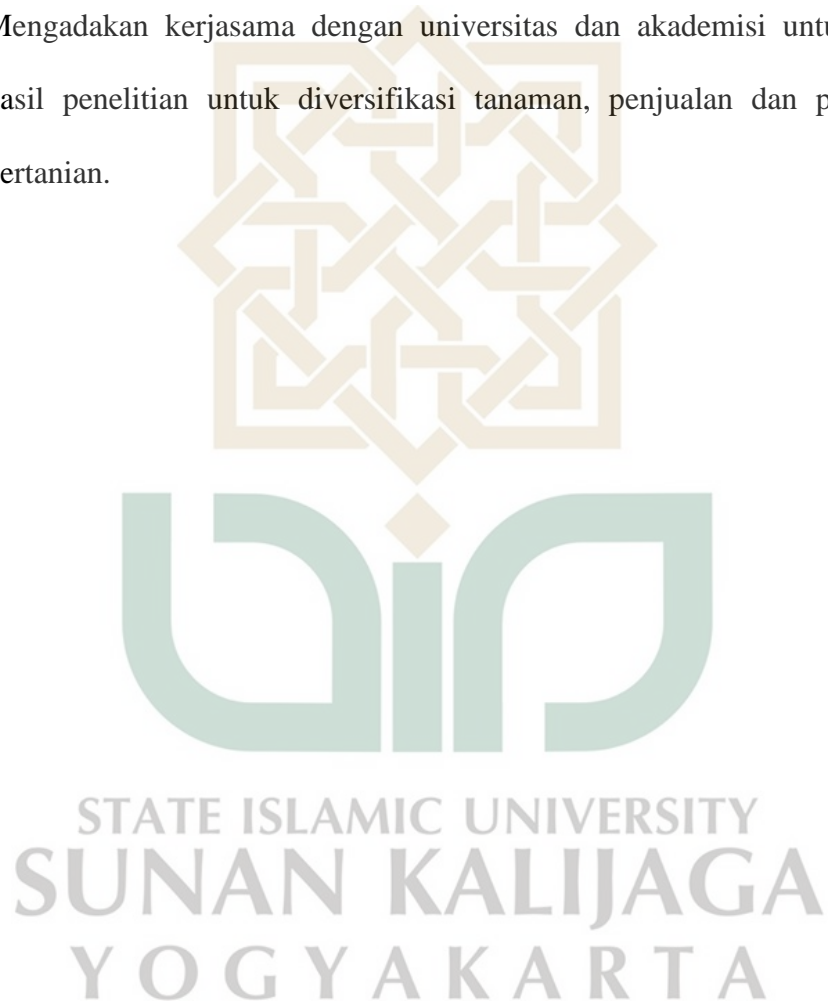 Mengadakan kerjasama dengan universitas dan akademisi untu
asil penelitian untuk diversifikasi tanaman, penjualan dan p
ertanian.
STATE ISLAMIC UNIVERSITY
SUNAN KALIJAGA
YOGYAKARTA